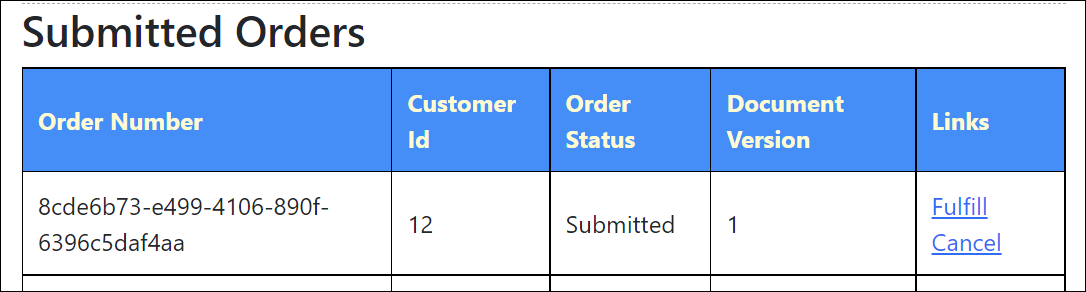 Submitted Orders
Order Number
Customer
Id
Order
Status
Document
Version
Links
8cde6b73-e499-4106-890f-
6396c5daf4aa
12
Submitted
1
Fulfill
Cancel